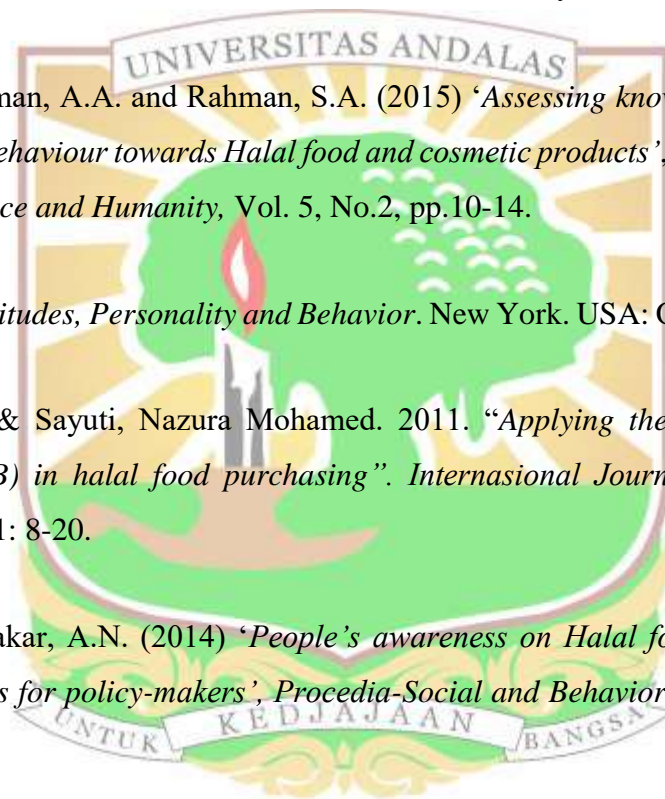 UNIVERSITAS ANDALAS
man, A.A. and Rahman, S.A. (2015) ‘Assessing know
ehaviour towards Halal food and cosmetic products’,
ce and Humanity, Vol. 5, No.2, pp.10-14.
itudes, Personality and Behavior. New York. USA: O
& Sayuti, Nazura Mohamed. 2011. “Applying the
B) in halal food purchasing”. Internasional Journ
1: 8-20.
akar, A.N. (2014) ‘People’s awareness on Halal fo
s for policy-makers’, Procedia-Social and Behavior
UNTUK KEDJAJAAN BANGSA